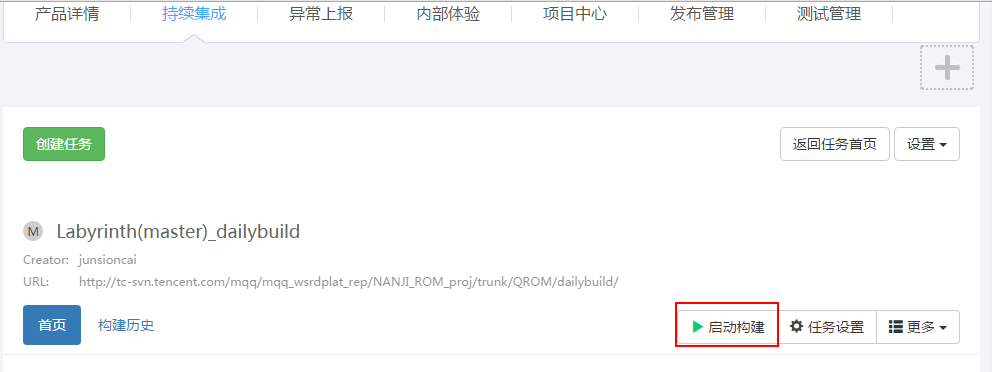 产品详情 持续集成 异常上报 内部体验 项目中心 发布管理 测试管理
创建任务 返回任务首页 设置
M Labyrinth(master)_dailybuild
Creator: junsioncai
URL: http://tc-svn.tencent.com/mqq/mqq_wsrdplat_rep/NANJI_ROM_proj/trunk/QROM/dailybuild/
首页 构建历史 启动构建 任务设置 更多